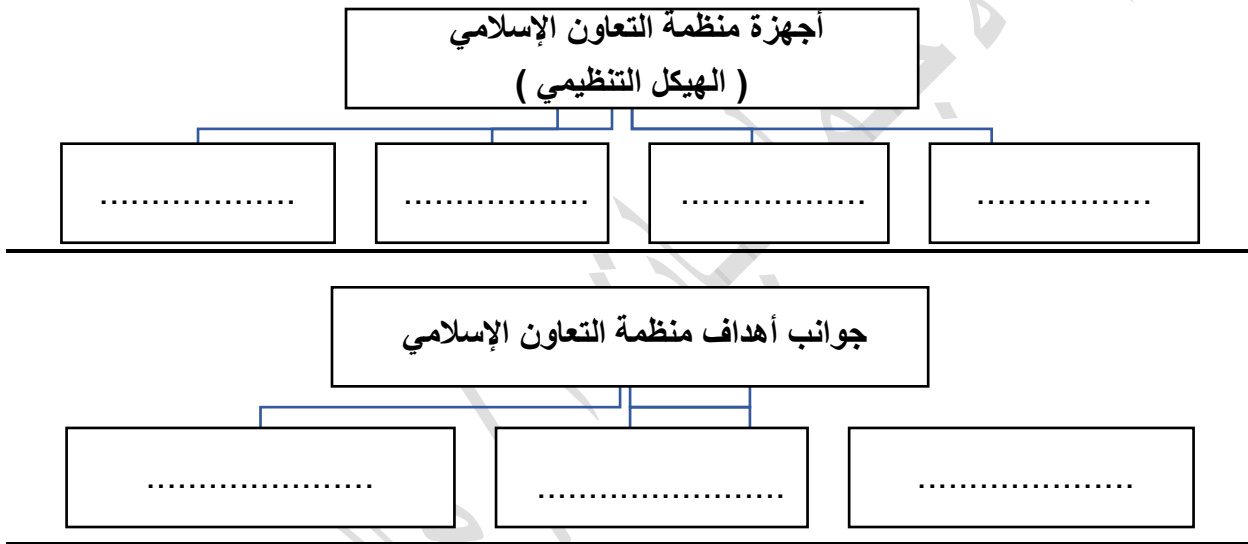 أجهزة منظمة التعاون الإسلامي
( الهيكل التنظيمي )
................. .................. .................. ...................
جوانب أهداف منظمة التعاون الإسلامي
..................... ........................ ......................